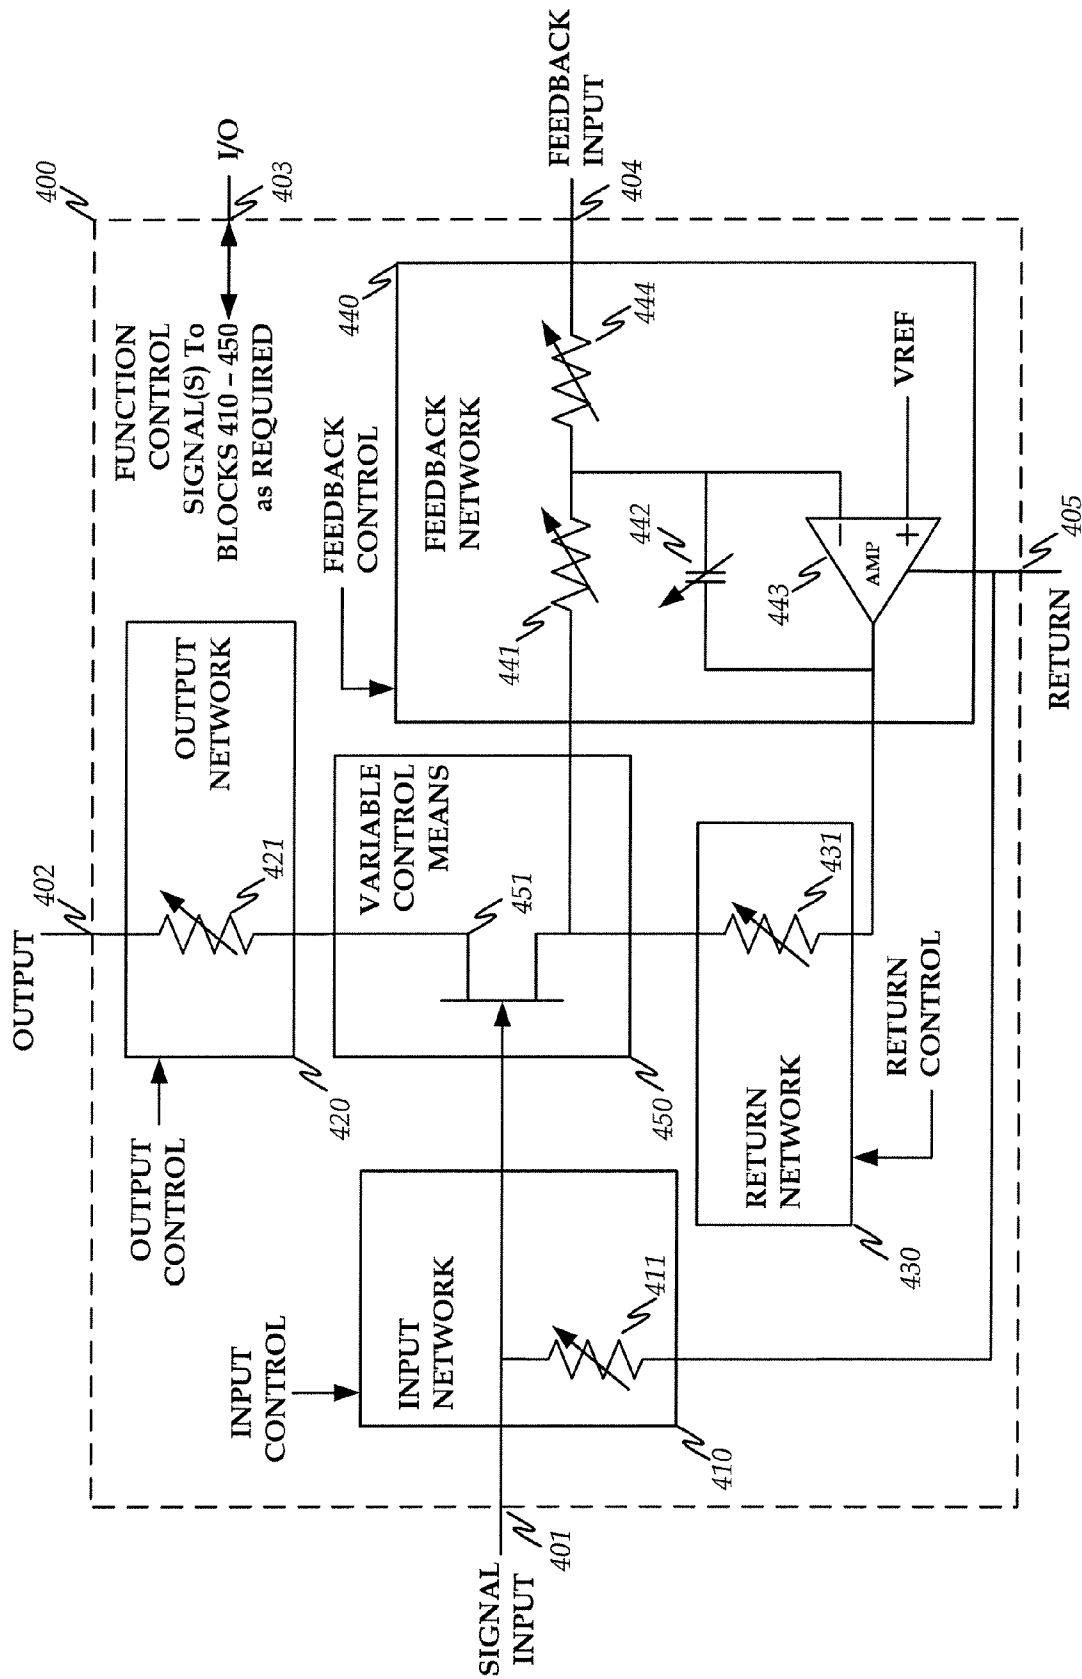 OUTPUT
402
400
FUNCTION
CONTROL
SIGNAL(S) To
BLOCKS 410 – 450
as REQUIRED
I/O
403
OUTPUT
CONTROL
OUTPUT
NETWORK
421
420
INPUT
CONTROL
FEEDBACK
CONTROL
440
VARIABLE
CONTROL
MEANS
451
450
FEEDBACK
NETWORK
441
444
FEEDBACK
INPUT
404
INPUT
NETWORK
411
410
SIGNAL
INPUT
401
442
443
AMP
−
+
VREF
RETURN
NETWORK
431
430
RETURN
CONTROL
RETURN
405